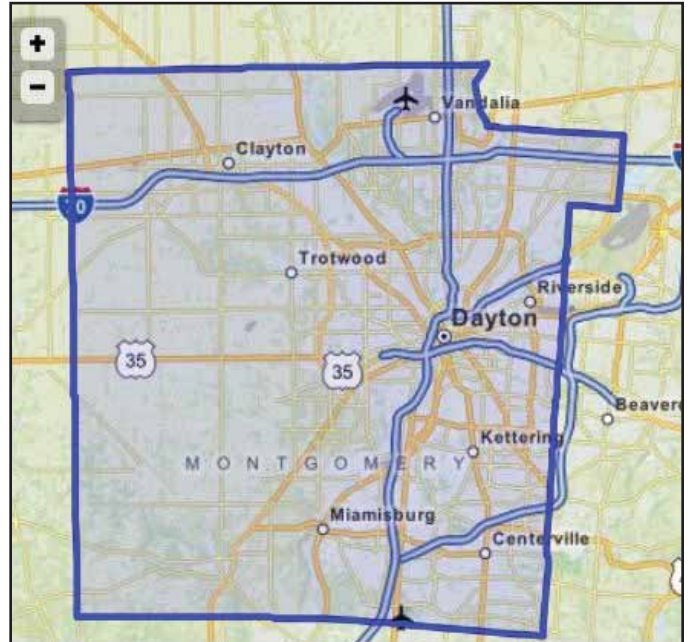 +
−
Vandalia
Clayton
70
Trotwood
Riverside
Dayton
35
35
Beaverc
Kettering
MONTGOMERY
Miamisburg
Centerville